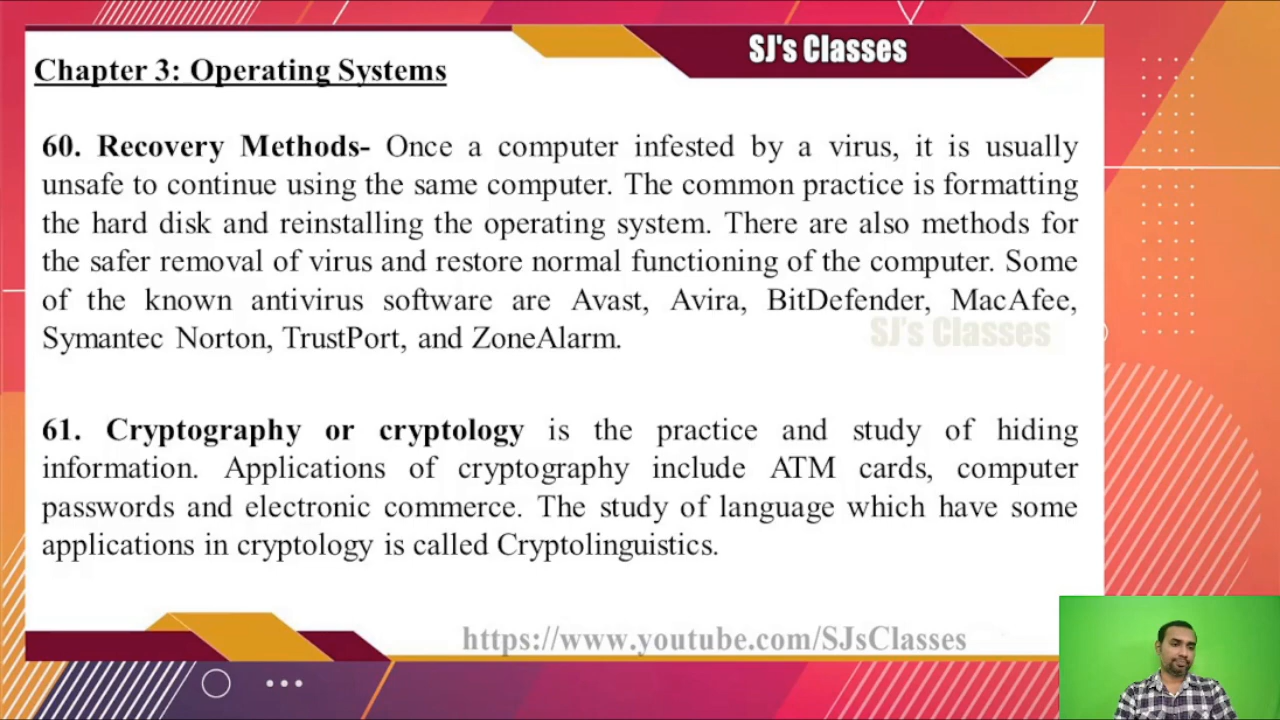 SJ's Classes
Chapter 3: Operating Systems
60. Recovery Methods- Once a computer infested by a virus, it is usually
unsafe to continue using the same computer. The common practice is formatting
the hard disk and reinstalling the operating system. There are also methods for
the safer removal of virus and restore normal functioning of the computer. Some
of the known antivirus software are Avast, Avira, BitDefender, MacAfee,
Symantec Norton, TrustPort, and ZoneAlarm.
SJ's Classes
61. Cryptography or cryptology is the practice and study of hiding
information. Applications of cryptography include ATM cards, computer
passwords and electronic commerce. The study of language which have some
applications in cryptology is called Cryptolinguistics.
https://www.youtube.com/SJsClasses